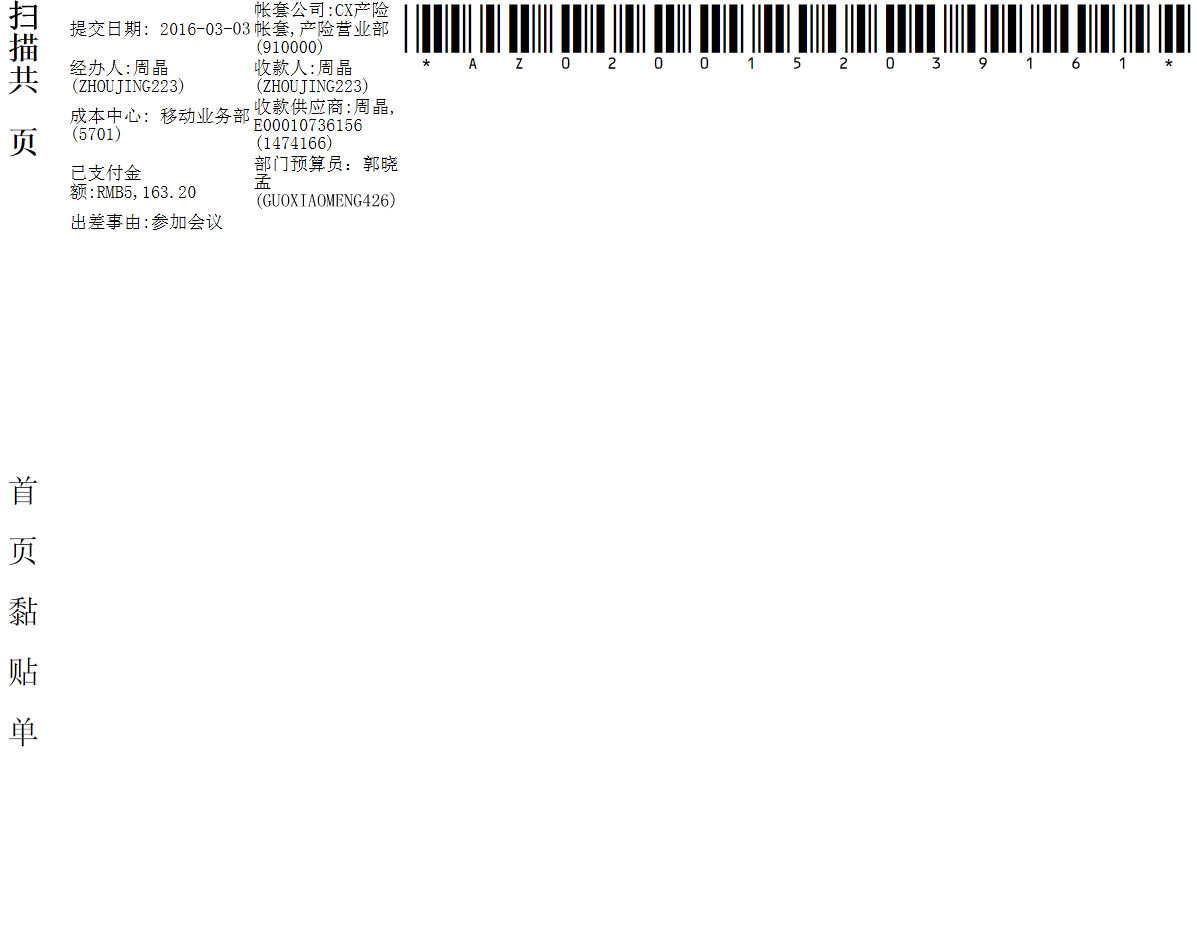 扫描共 页
提交日期: 2016-03-03
帐套公司:CX产险
帐套,产险营业部
(910000)
经办人:周晶
(ZHOUJING223)
收款人:周晶
(ZHOUJING223)
成本中心: 移动业务部
(5701)
收款供应商:周晶,
E00010736156
(1474166)
已支付金
额:RMB5,163.20
部门预算员: 郭晓
孟
(GUOXIAOMENG426)
出差事由:参加会议
*AZ02000152039161*
首页黏贴单